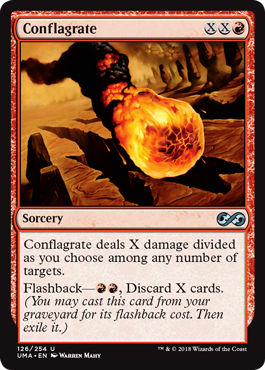 Conflagrate XXR
Sorcery
Conflagrate deals X damage divided
as you choose among any number of
targets.
Flashback—RR, Discard X cards.
(You may cast this card from your
graveyard for its flashback cost. Then
exile it.)
126/254 U
UMA • EN WARREN MAHY
™ & © 2018 Wizards of the Coast